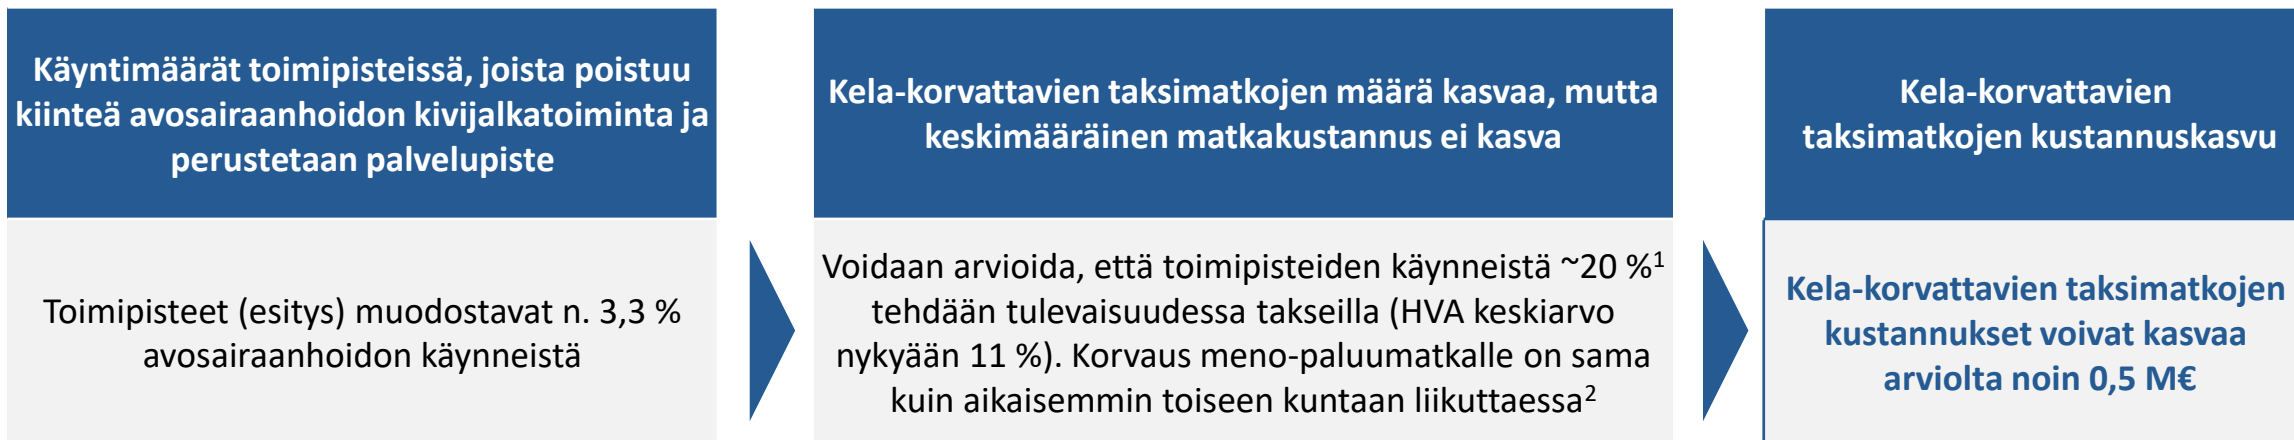 Käyntimäärät toimipisteissä, joista poistuu
kiinteä avosairaanhoidon kivijalkatoiminta ja
perustetaan palvelupiste
Toimipisteet (esitys) muodostavat n. 3,3 %
avosairaanhoidon käynneistä
Kela-korvattavien taksimatkojen määrä kasvaa, mutta
keskimääräinen matkakustannus ei kasva
Voidaan arvioida, että toimipisteiden käynneistä ~20 %¹
tehdään tulevaisuudessa takseilla (HVA keskiarvo
nykyään 11 %). Korvaus meno-paluumatkalle on sama
kuin aikaisemmin toiseen kuntaan liikuttaessa²
Kela-korvattavien
taksimatkojen kustannuskasvu
Kela-korvattavien taksimatkojen
kustannukset voivat kasvaa
arviolta noin 0,5 M€